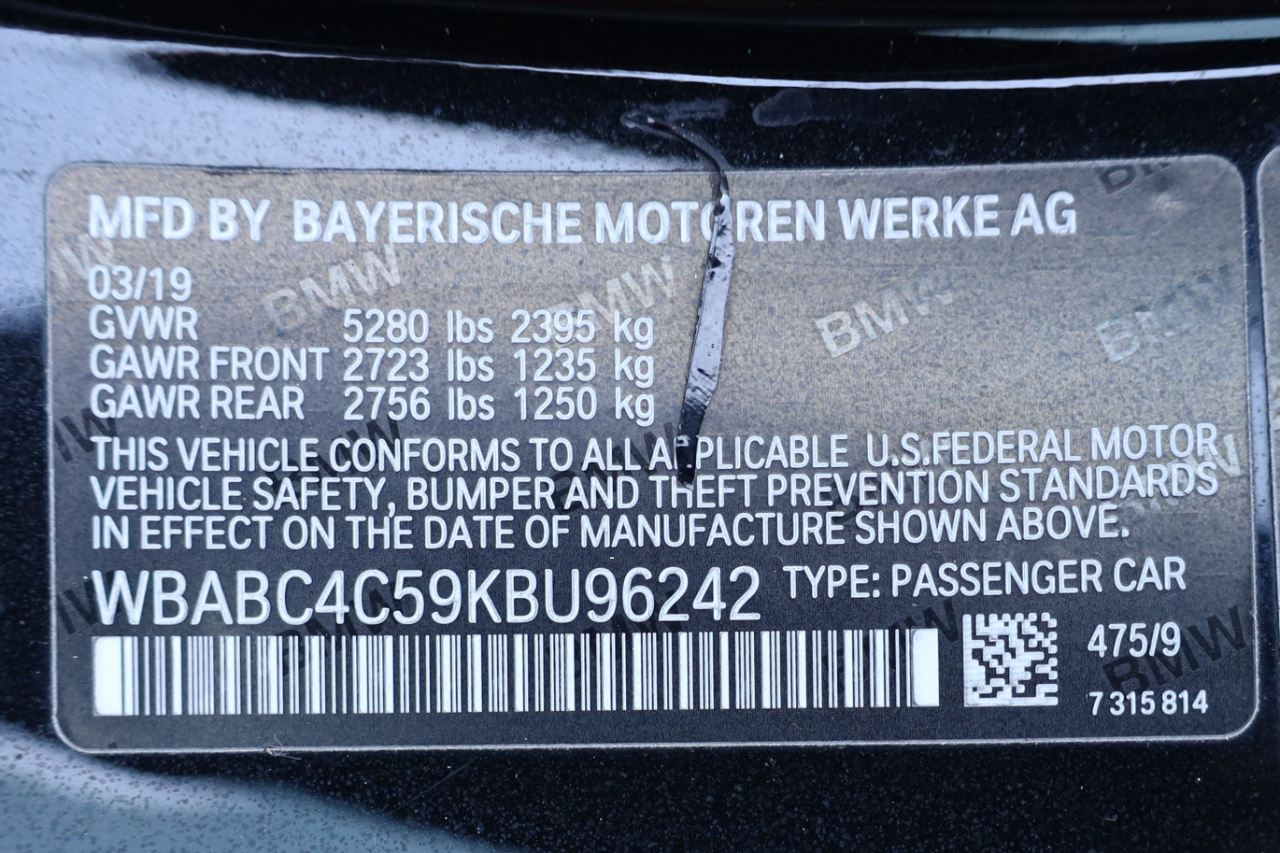 MFD BY BAYERISCHE MOTOREN WERKE AG
03/19
GVWR 5280 lbs 2395 kg
GAWR FRONT 2723 lbs 1235 kg
GAWR REAR 2756 lbs 1250 kg
THIS VEHICLE CONFORMS TO ALL APPLICABLE U.S.FEDERAL MOTOR
VEHICLE SAFETY, BUMPER AND THEFT PREVENTION STANDARDS
IN EFFECT ON THE DATE OF MANUFACTURE SHOWN ABOVE.
WBABC4C59KBU96242 TYPE: PASSENGER CAR
475/9
7 315 814